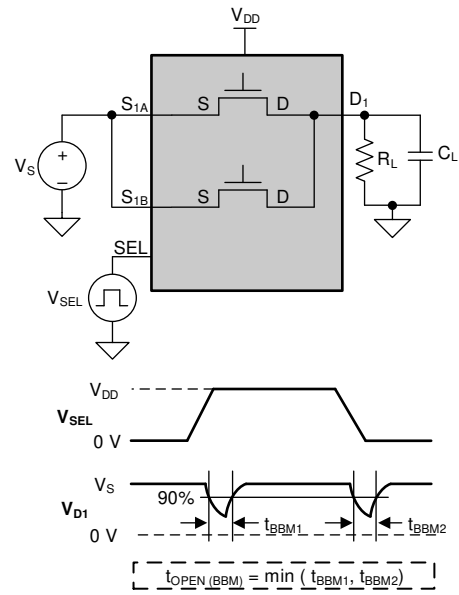 VDD
S1A
S
D
D1
VS
+
–
RL
CL
S1B
S
D
SEL
VSEL
VDD
VSEL
0 V
VS
90%
VD1
tBBM1
tBBM2
0 V
tOPEN (BBM) = min ( tBBM1, tBBM2)